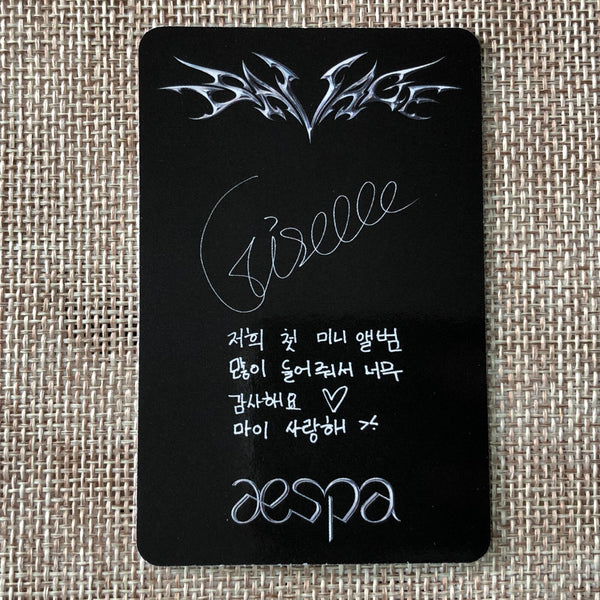 SAVAGE
Giselle
저희 첫 미니 앨범
많이 들어줘서 너무
감사해요 ♡
마이 사랑해 >3<
aespa